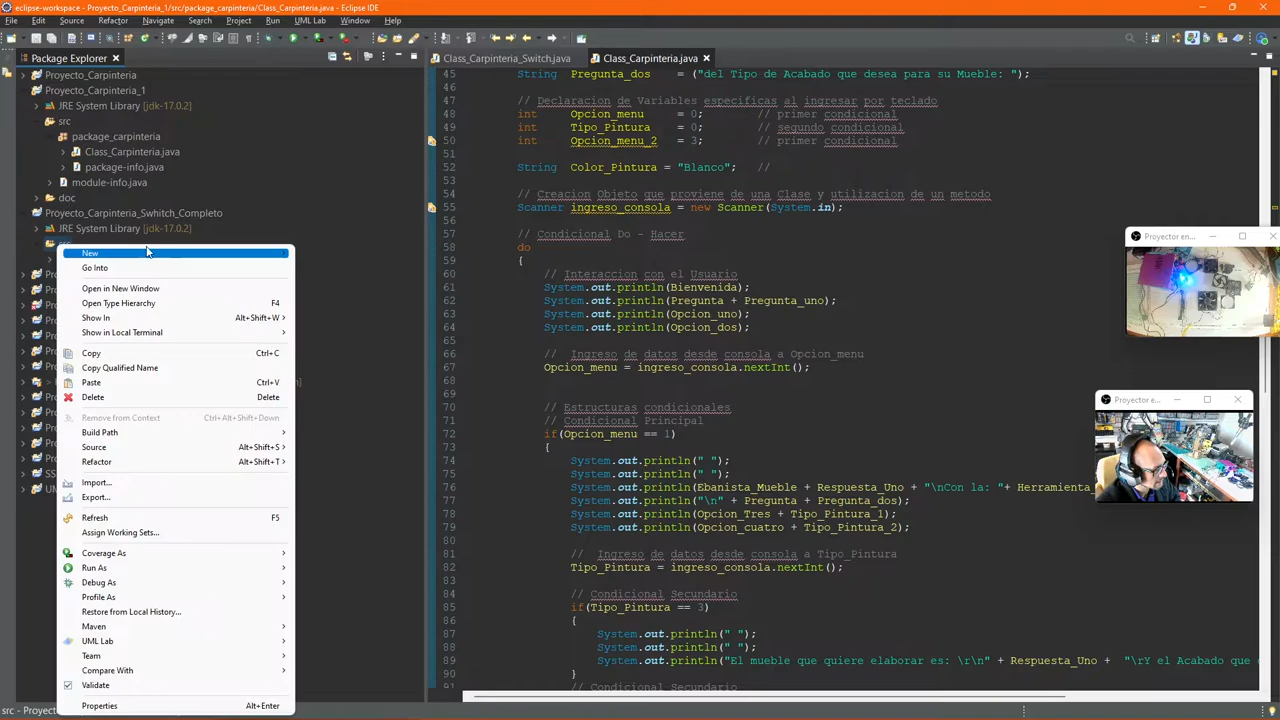 eclipse-workspace - Proyecto_Carpinteria_1/src/package_carpinteria/Class_Carpinteria.java - Eclipse IDE
File Edit Source Refactor Navigate Search Project Run UML Lab Window Help
Package Explorer
Proyecto_Carpinteria
Proyecto_Carpinteria_1
JRE System Library [jdk-17.0.2]
src
package_carpinteria
Class_Carpinteria.java
package-info.java
module-info.java
doc
Proyecto_Carpinteria_Swhitch_Completo
JRE System Library [jdk-17.0.2]
New
Go Into
Open in New Window
Open Type Hierarchy F4
Show In Alt+Shift+W
Show in Local Terminal
Copy Ctrl+C
Copy Qualified Name
Paste Ctrl+V
Delete Delete
Remove from Context Ctrl+Alt+Shift+Down
Build Path
Source Alt+Shift+S
Refactor Alt+Shift+T
Import...
Export...
Refresh F5
Assign Working Sets...
Coverage As
Run As
Debug As
Profile As
Restore from Local History...
Maven
UML Lab
Team
Compare With
Validate
Properties Alt+Enter
src - Proyec
Class_Carpinteria_Switch.java Class_Carpinteria.java
45 String Pregunta_dos = ("del Tipo de Acabado que desea para su Mueble: ");
46
47 // Declaracion de Variables especificas al ingresar por teclado
48 int Opcion_menu = 0; // primer condicional
49 int Tipo_Pintura = 0; // segundo condicional
50 int Opcion_menu_2 = 3; // primer condicional
51
52 String Color_Pintura = "Blanco"; //
53
54 // Creacion Objeto que proviene de una Clase y utilizacion de un metodo
55 Scanner ingreso_consola = new Scanner(System.in);
56
57 // Condicional Do - Hacer
58 do
59 {
60 // Interaccion con el Usuario
61 System.out.println(Bienvenida);
62 System.out.println(Pregunta + Pregunta_uno);
63 System.out.println(Opcion_uno);
64 System.out.println(Opcion_dos);
65
66 // Ingreso de datos desde consola a Opcion_menu
67 Opcion_menu = ingreso_consola.nextInt();
68
69
70 // Estructuras condicionales
71 // Condicional Principal
72 if(Opcion_menu == 1)
73 {
74 System.out.println(" ");
75 System.out.println(" ");
76 System.out.println(Ebanista_Mueble + Respuesta_Uno + "\nCon la: "+ Herramienta_
77 System.out.println("\n" + Pregunta + Pregunta_dos);
78 System.out.println(Opcion_Tres + Tipo_Pintura_1);
79 System.out.println(Opcion_cuatro + Tipo_Pintura_2);
80
81 // Ingreso de datos desde consola a Tipo_Pintura
82 Tipo_Pintura = ingreso_consola.nextInt();
83
84 // Condicional Secundario
85 if(Tipo_Pintura == 3)
86 {
87 System.out.println(" ");
88 System.out.println(" ");
89 System.out.println("El mueble que quiere elaborar es: \r\n" + Respuesta_Uno + "\rY el Acabado que
90 }
91 // Condicional Secundario
Proyector en...
Proyector e...